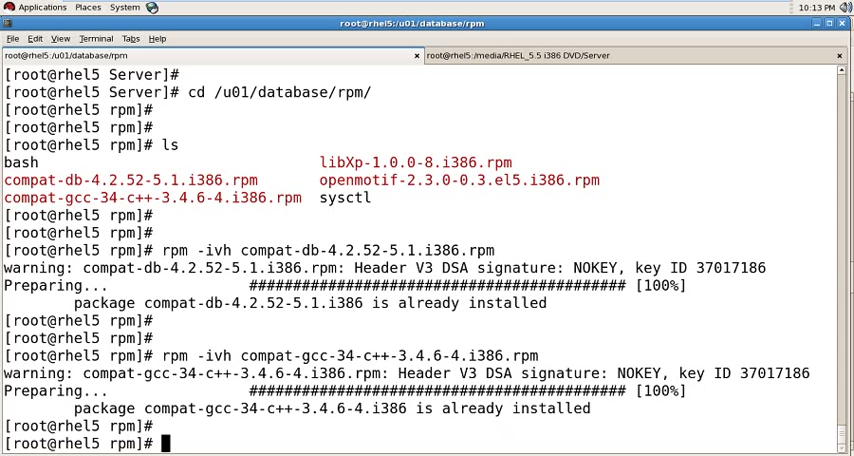 Applications Places System 10:13 PM
root@rhel5:/u01/database/rpm
File Edit View Terminal Tabs Help
root@rhel5:/u01/database/rpm root@rhel5:/media/RHEL_5.5 i386 DVD/Server
[root@rhel5 Server]#
[root@rhel5 Server]# cd /u01/database/rpm/
[root@rhel5 rpm]#
[root@rhel5 rpm]#
[root@rhel5 rpm]# ls
bash libXp-1.0.0-8.i386.rpm
compat-db-4.2.52-5.1.i386.rpm openmotif-2.3.0-0.3.el5.i386.rpm
compat-gcc-34-c++-3.4.6-4.i386.rpm sysctl
[root@rhel5 rpm]#
[root@rhel5 rpm]#
[root@rhel5 rpm]# rpm -ivh compat-db-4.2.52-5.1.i386.rpm
warning: compat-db-4.2.52-5.1.i386.rpm: Header V3 DSA signature: NOKEY, key ID 37017186
Preparing... ########################################### [100%]
package compat-db-4.2.52-5.1.i386 is already installed
[root@rhel5 rpm]#
[root@rhel5 rpm]#
[root@rhel5 rpm]# rpm -ivh compat-gcc-34-c++-3.4.6-4.i386.rpm
warning: compat-gcc-34-c++-3.4.6-4.i386.rpm: Header V3 DSA signature: NOKEY, key ID 37017186
Preparing... ########################################### [100%]
package compat-gcc-34-c++-3.4.6-4.i386 is already installed
[root@rhel5 rpm]#
[root@rhel5 rpm]#